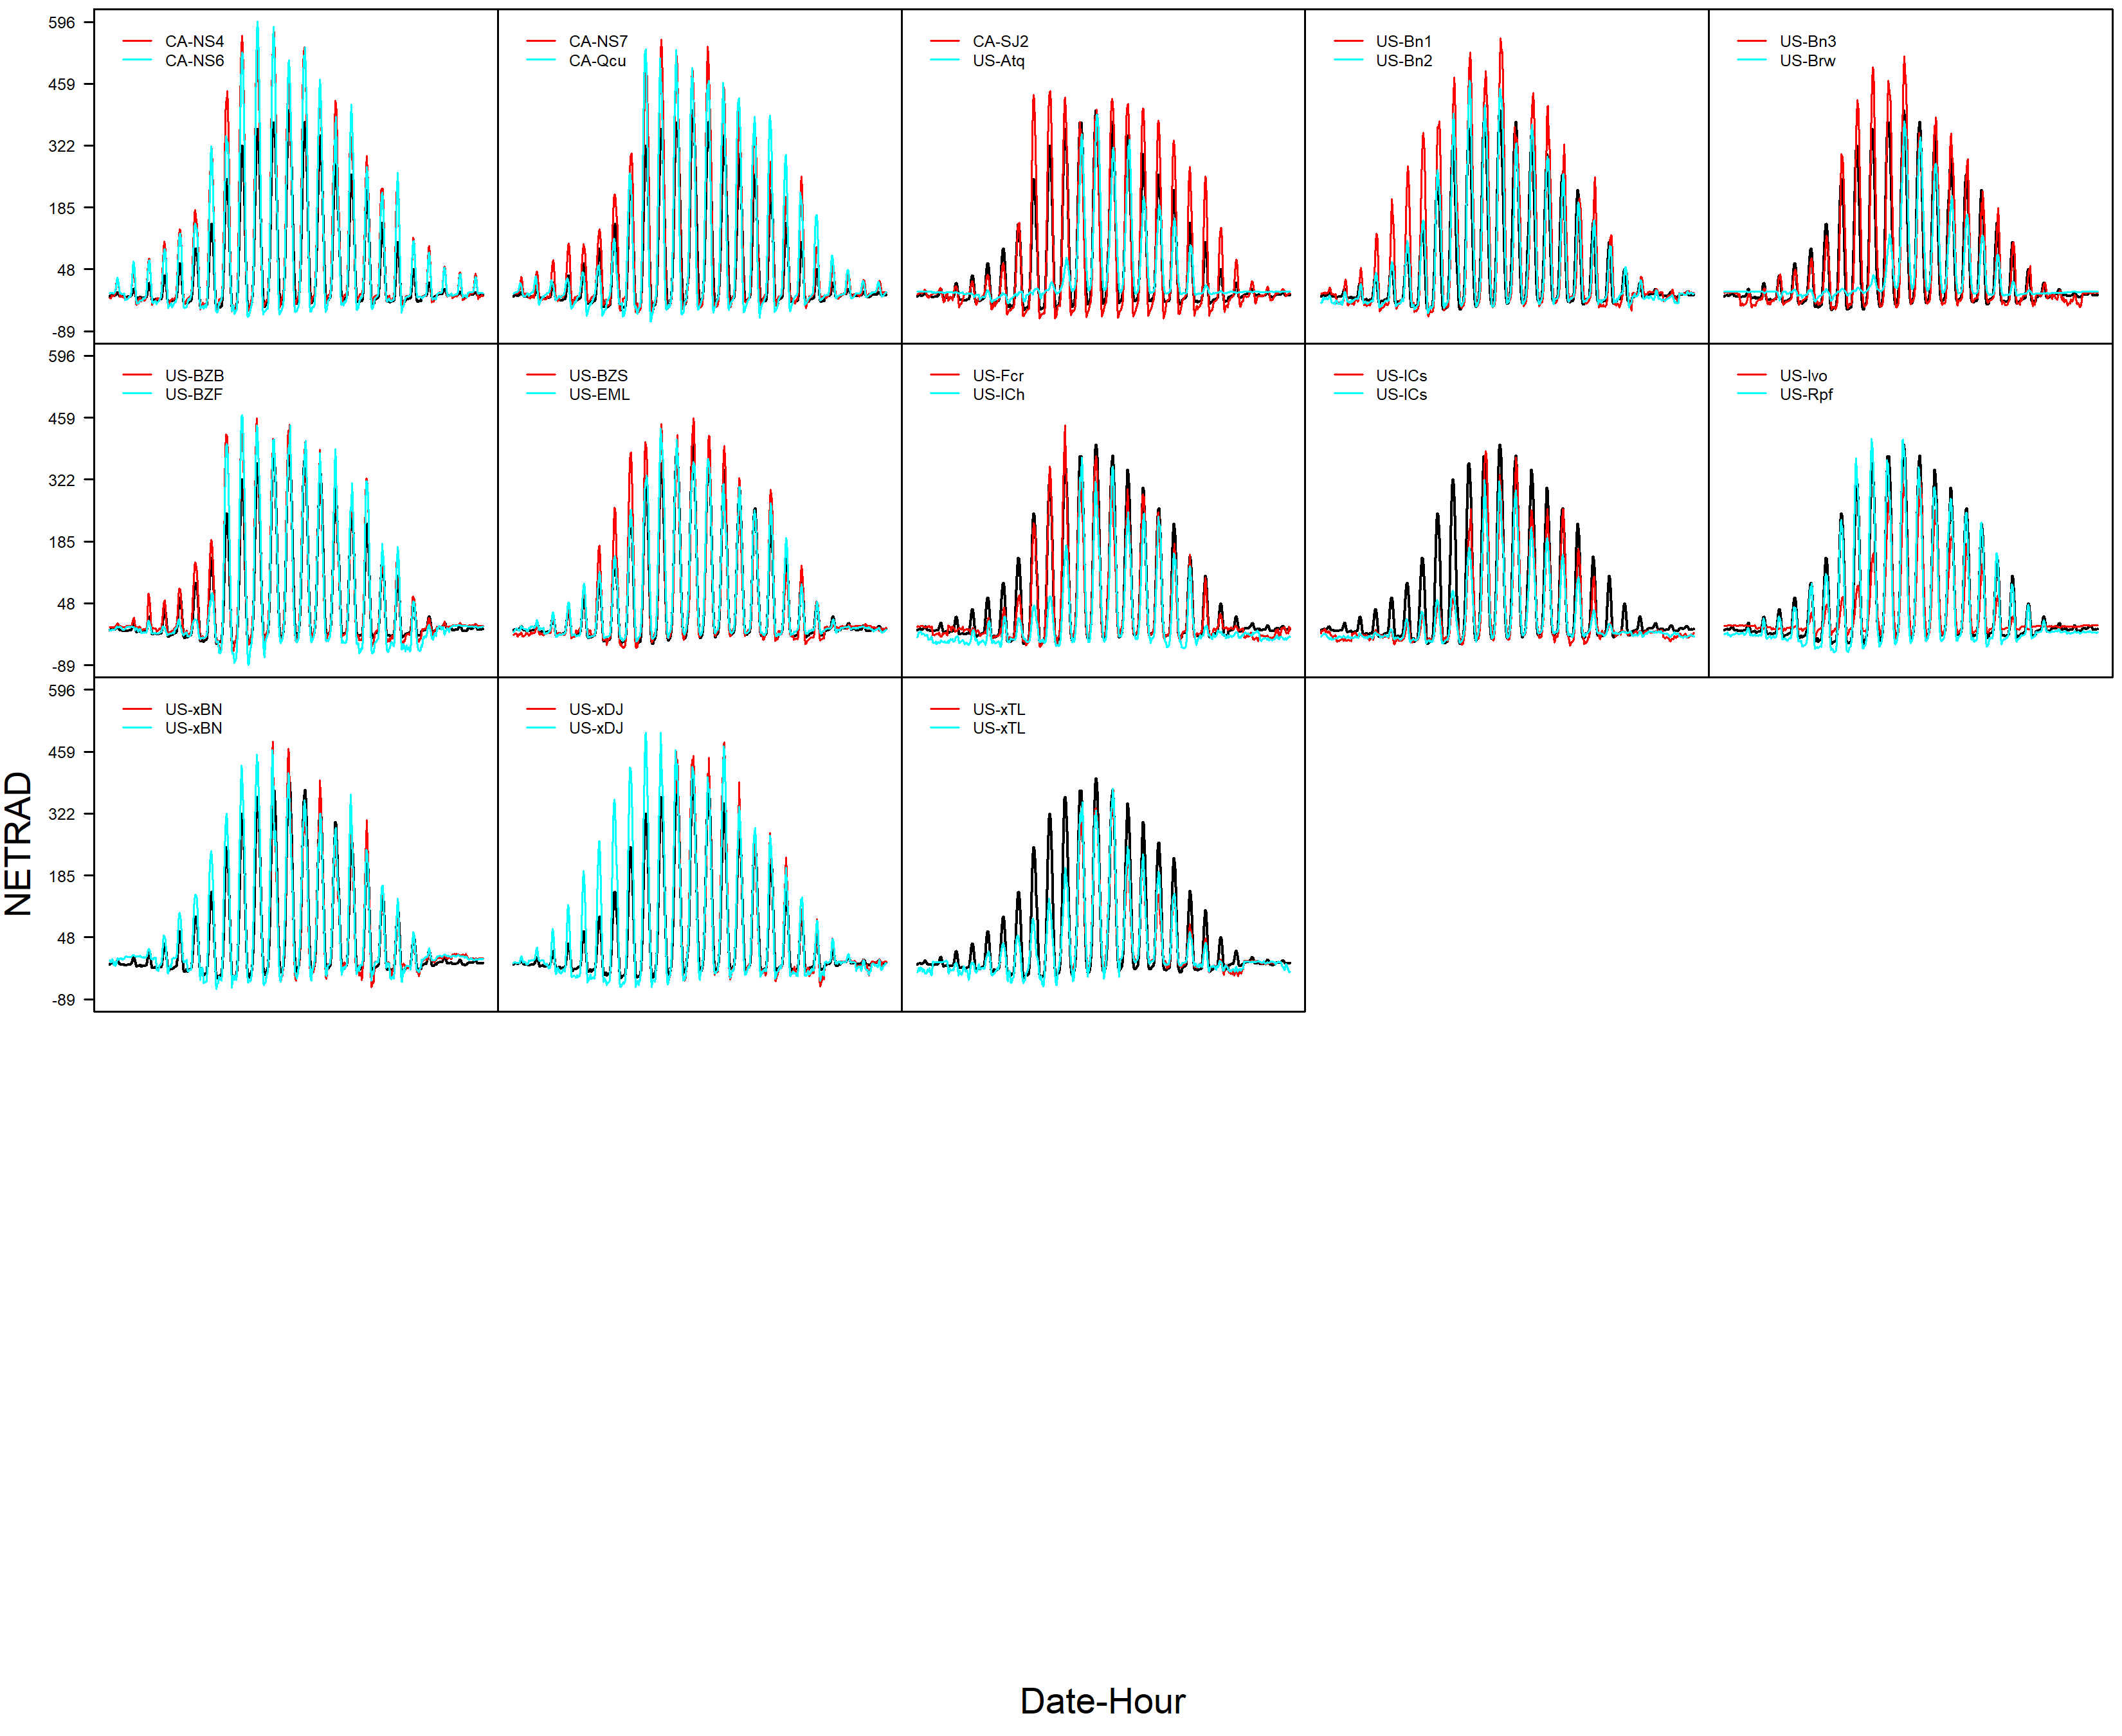 596
459
322
185
48
-89
CA-NS4
CA-NS6
CA-NS7
CA-Qcu
CA-SJ2
US-Atq
US-Bn1
US-Bn2
US-Bn3
US-Brw
596
459
322
185
48
-89
US-BZB
US-BZF
US-BZS
US-EML
US-Fcr
US-ICh
US-ICs
US-ICs
US-Ivo
US-Rpf
596
459
322
185
48
-89
US-xBN
US-xBN
US-xDJ
US-xDJ
US-xTL
US-xTL
NETRAD
Date-Hour